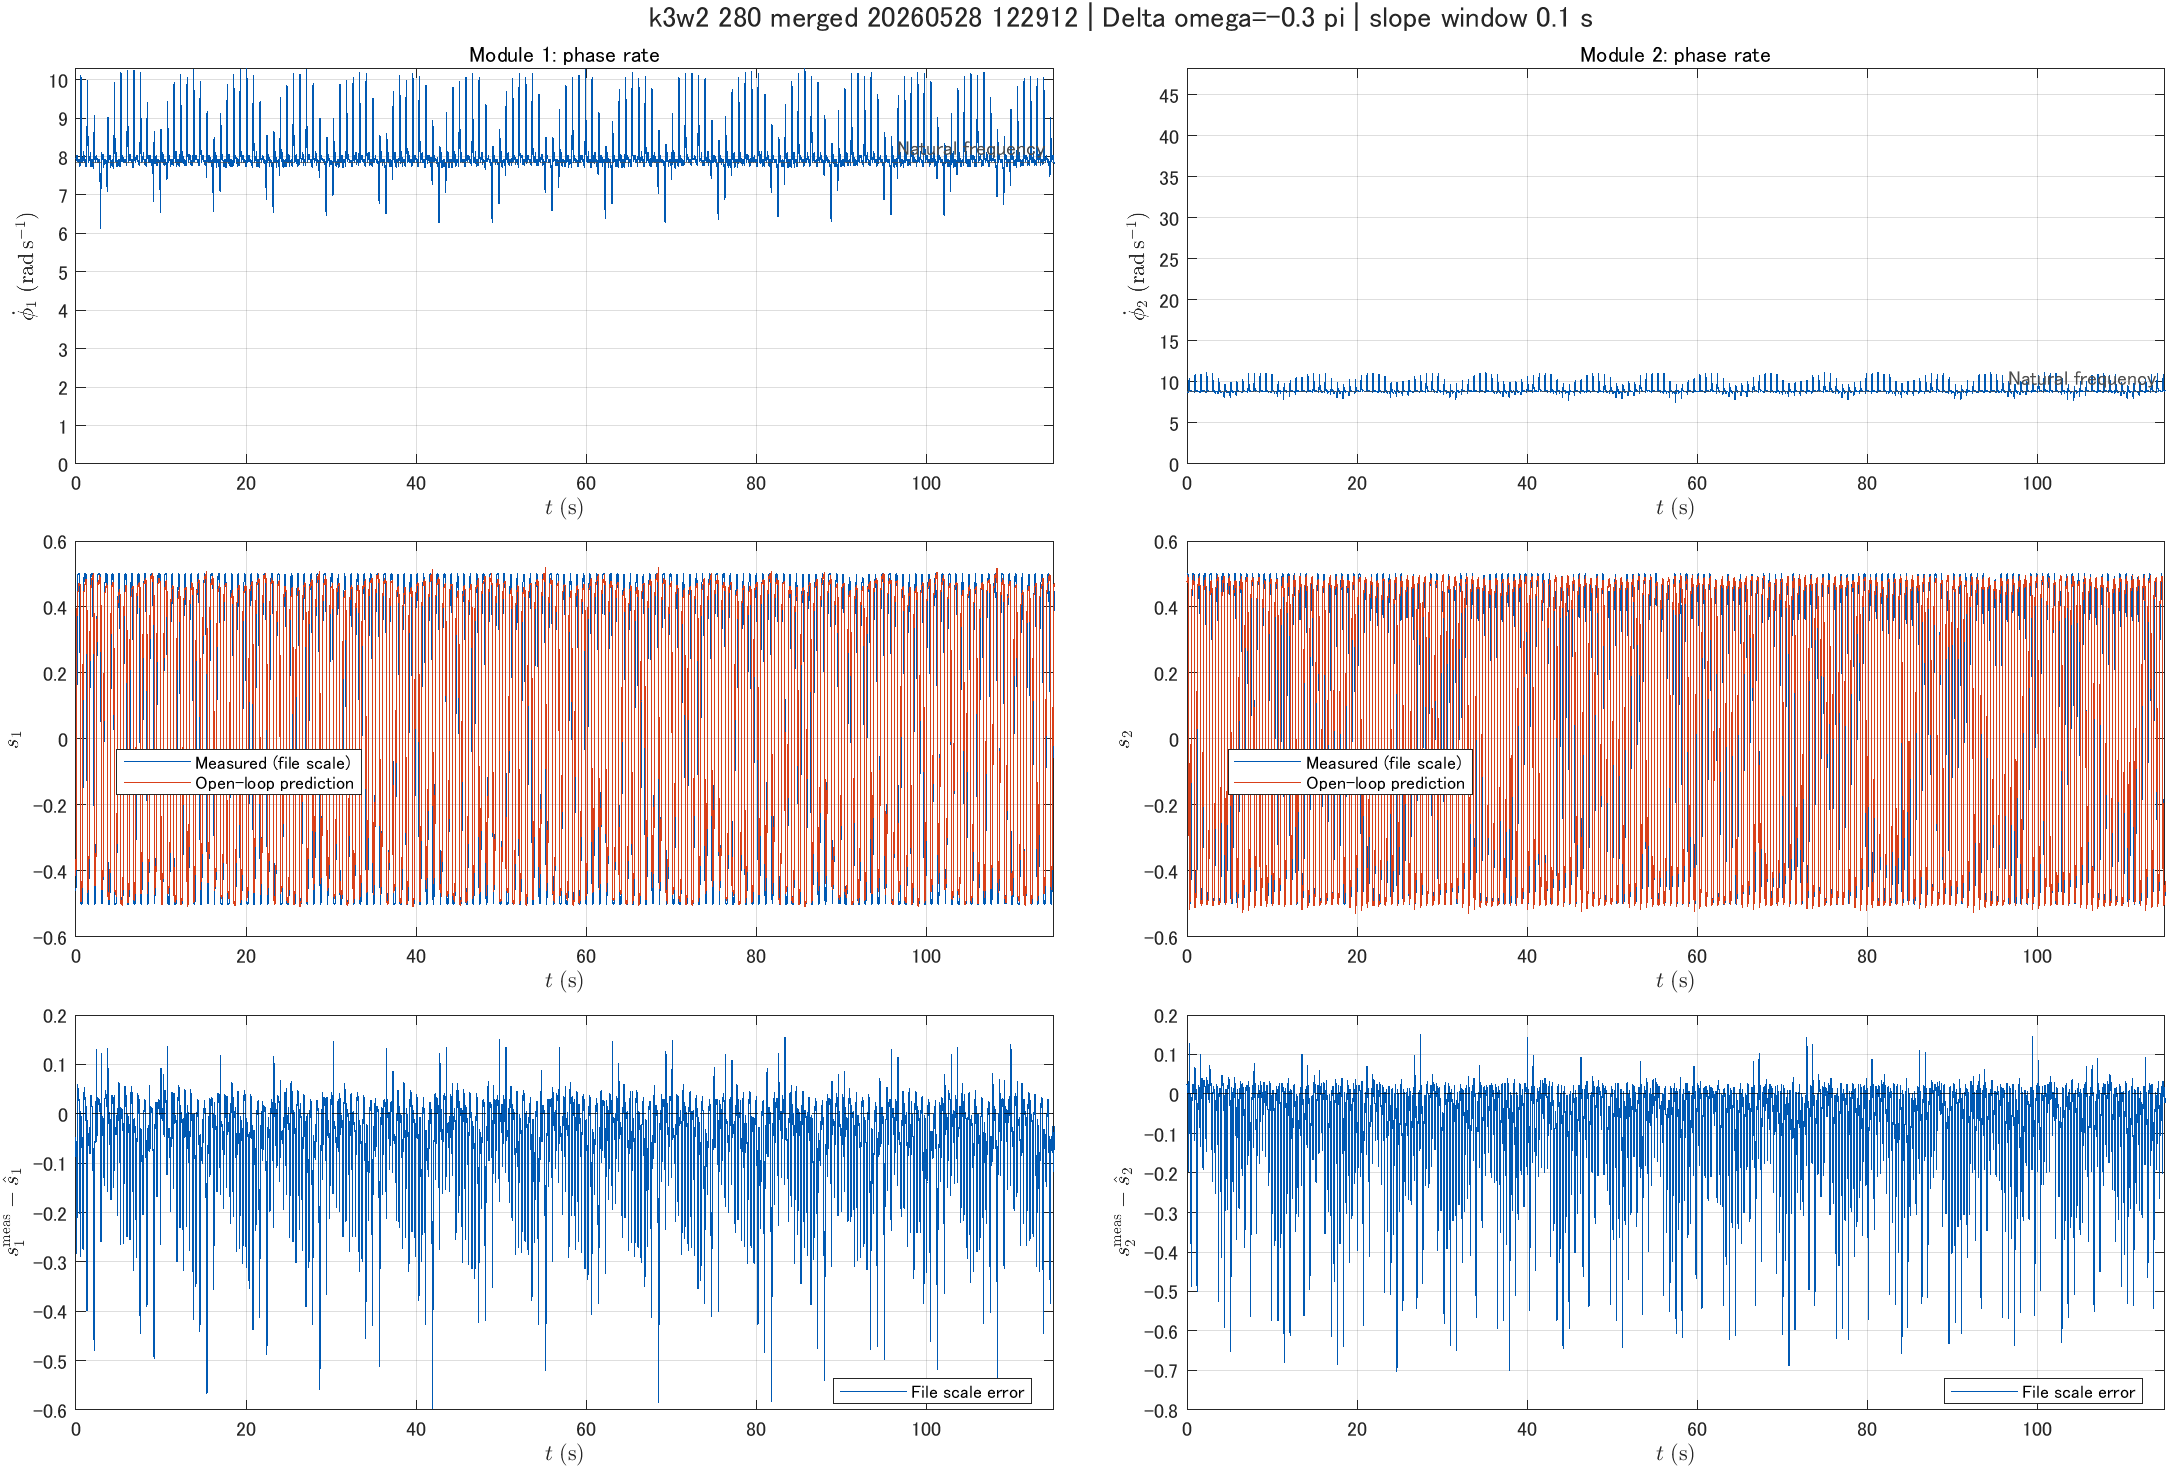 k3w2 280 merged 20260528 122912 | Delta omega=-0.3 pi | slope window 0.1 s
Module 1: phase rate
10
9
8
7
6
5
4
3
2
1
0
Natural frequency
0 20 40 60 80 100
t (s)
ϕ̇₁ (rad s⁻¹)
Module 2: phase rate
45
40
35
30
25
20
15
10
5
0
Natural frequency
0 20 40 60 80 100
t (s)
ϕ̇₂ (rad s⁻¹)
0.6
0.4
0.2
0
-0.2
-0.4
-0.6
Measured (file scale)
Open-loop prediction
0 20 40 60 80 100
t (s)
s₁
0.6
0.4
0.2
0
-0.2
-0.4
-0.6
Measured (file scale)
Open-loop prediction
0 20 40 60 80 100
t (s)
s₂
0.2
0.1
0
-0.1
-0.2
-0.3
-0.4
-0.5
-0.6
File scale error
0 20 40 60 80 100
t (s)
s₁ᵐᵉᵃˢ − ŝ₁
0.2
0.1
0
-0.1
-0.2
-0.3
-0.4
-0.5
-0.6
-0.7
-0.8
File scale error
0 20 40 60 80 100
t (s)
s₂ᵐᵉᵃˢ − ŝ₂